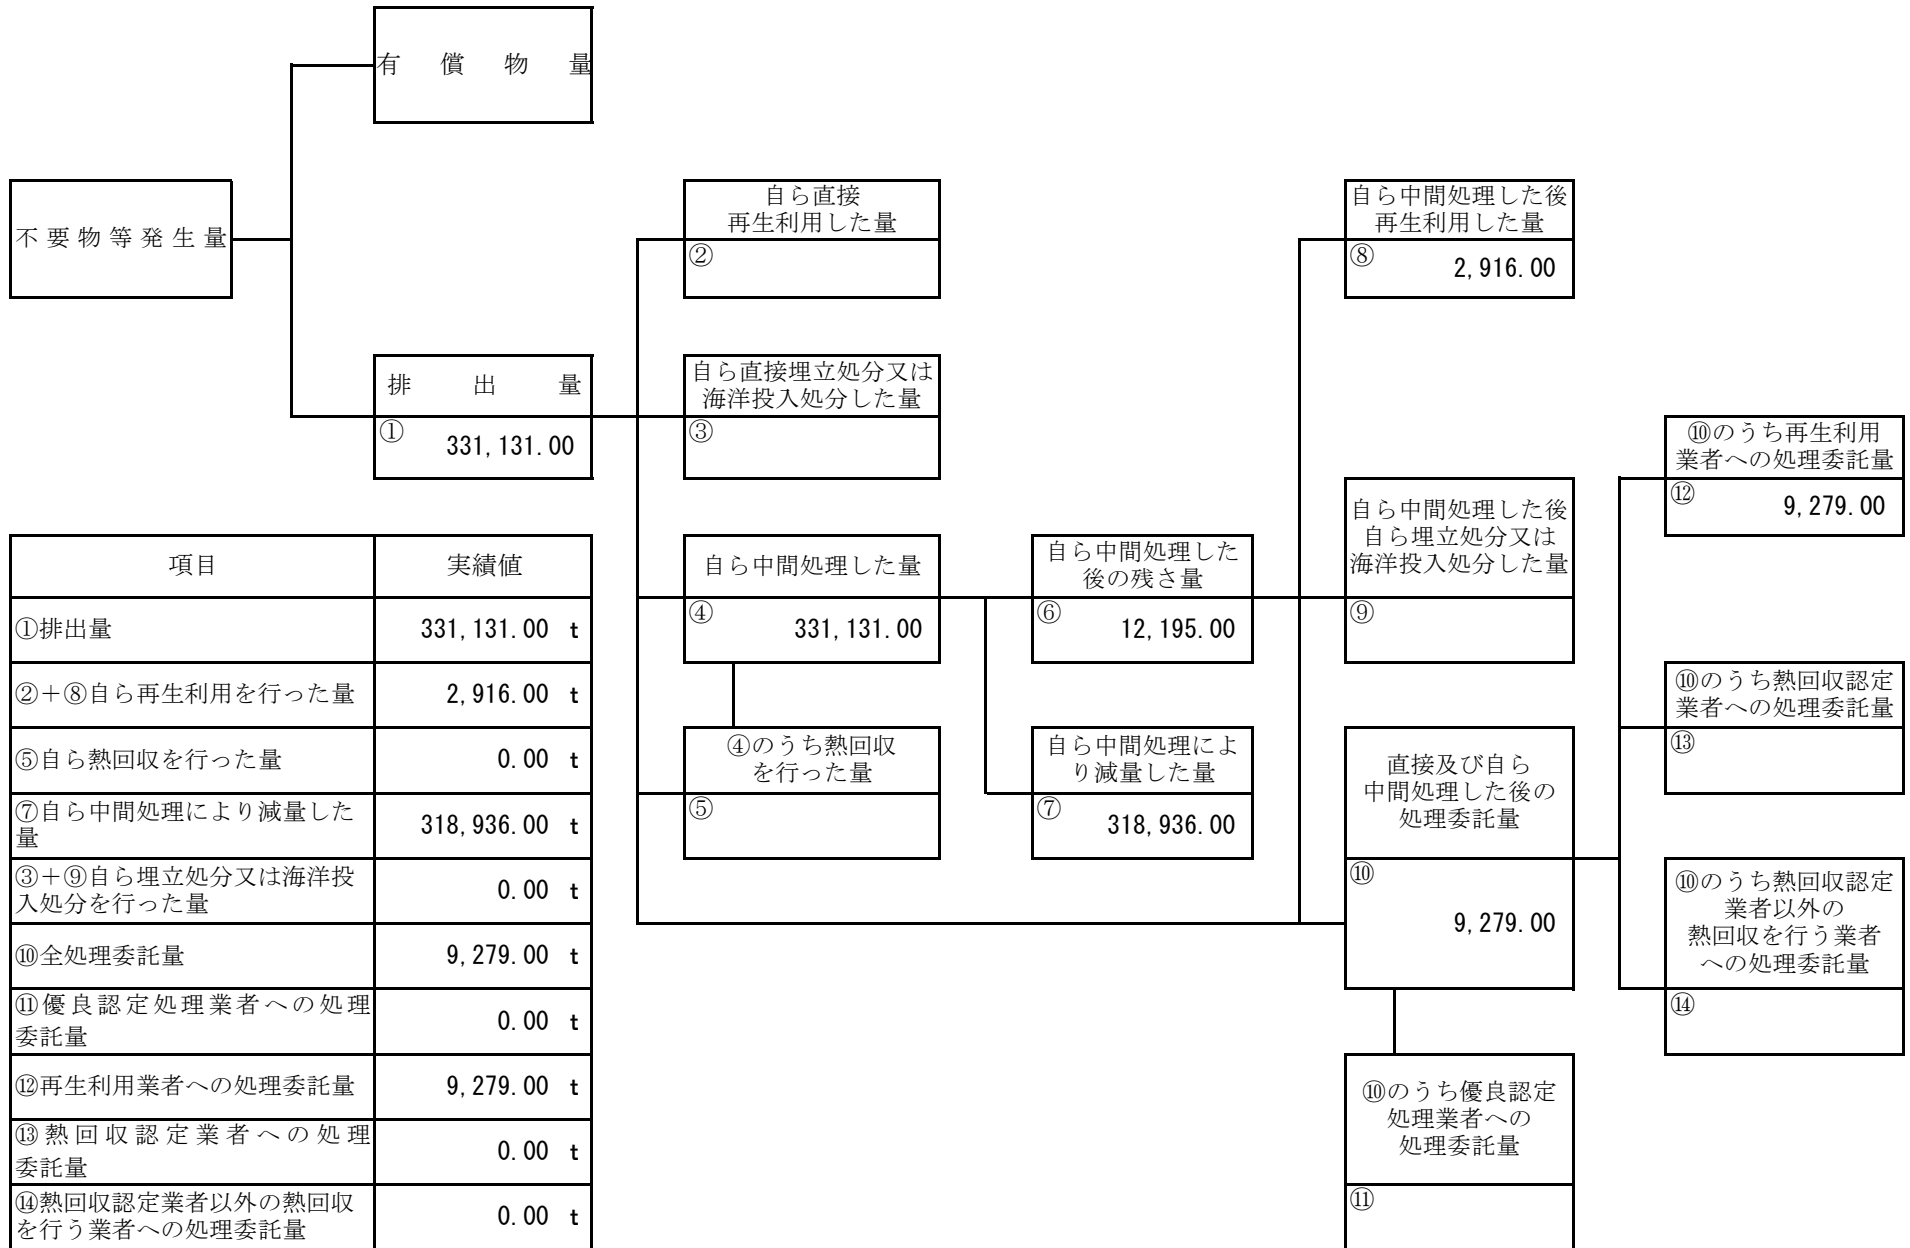 有償物量
不要物等発生量
排出量
①
331,131.00
自ら直接
再生利用した量
②
自ら直接埋立処分又は
海洋投入処分した量
③
自ら中間処理した量
④
331,131.00
④のうち熱回収
を行った量
⑤
自ら中間処理した
後の残さ量
⑥
12,195.00
自ら中間処理によ
り減量した量
⑦
318,936.00
自ら中間処理した後
再生利用した量
⑧
2,916.00
自ら中間処理した後
自ら埋立処分又は
海洋投入処分した量
⑨
直接及び自ら
中間処理した後の
処理委託量
⑩
9,279.00
⑩のうち優良認定
処理業者への
処理委託量
⑪
⑩のうち再生利用
業者への処理委託量
⑫
9,279.00
⑩のうち熱回収認定
業者への処理委託量
⑬
⑩のうち熱回収認定
業者以外の
熱回収を行う業者
への処理委託量
⑭
項目 実績値
①排出量 331,131.00 t
②+⑧自ら再生利用を行った量 2,916.00 t
⑤自ら熱回収を行った量 0.00 t
⑦自ら中間処理により減量した
量 318,936.00 t
③+⑨自ら埋立処分又は海洋投
入処分を行った量 0.00 t
⑩全処理委託量 9,279.00 t
⑪優良認定処理業者への処理
委託量 0.00 t
⑫再生利用業者への処理委託量 9,279.00 t
⑬熱回収認定業者への処理
委託量 0.00 t
⑭熱回収認定業者以外の熱回収
を行う業者への処理委託量 0.00 t